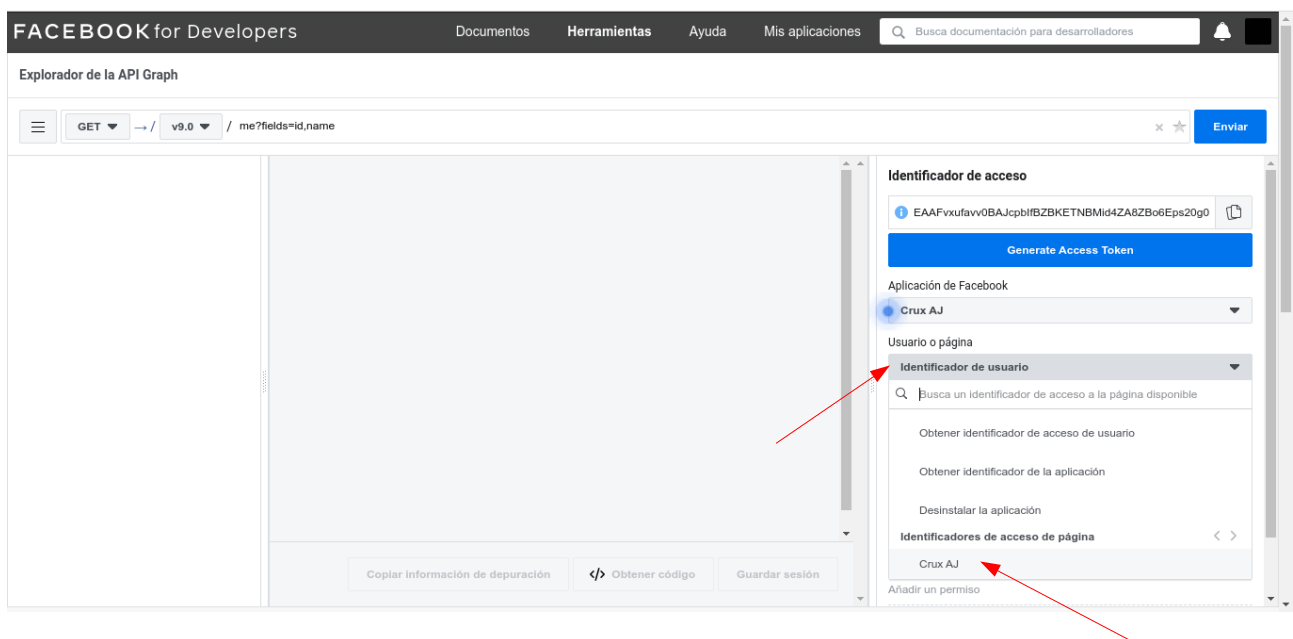 FACEBOOK for Developers
Documentos
Herramientas
Ayuda
Mis aplicaciones
Busca documentación para desarrolladores
Explorador de la API Graph
GET
→ /
v9.0
/ me?fields=id,name
Enviar
Identificador de acceso
EAAFvxufavv0BAJcpblfBZBKETNBMid4ZA8ZBo6Eps20g0
Generate Access Token
Aplicación de Facebook
Crux AJ
Usuario o página
Identificador de usuario
Busca un identificador de acceso a la página disponible
Obtener identificador de acceso de usuario
Obtener identificador de la aplicación
Desinstalar la aplicación
Identificadores de acceso de página
Crux AJ
Añadir un permiso
Copiar información de depuración
</> Obtener código
Guardar sesión